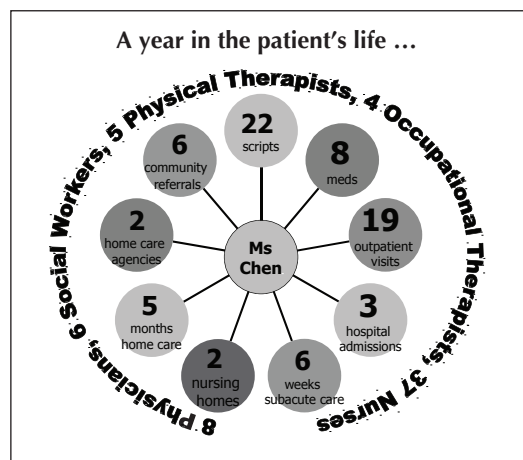 A year in the patient’s life …
8 Physicians, 6 Social Workers, 5 Physical Therapists, 4 Occupational Therapists, 37 Nurses
22
scripts
8
meds
19
outpatient
visits
3
hospital
admissions
6
weeks
subacute care
2
nursing
homes
5
months
home care
2
home care
agencies
6
community
referrals
Ms
Chen